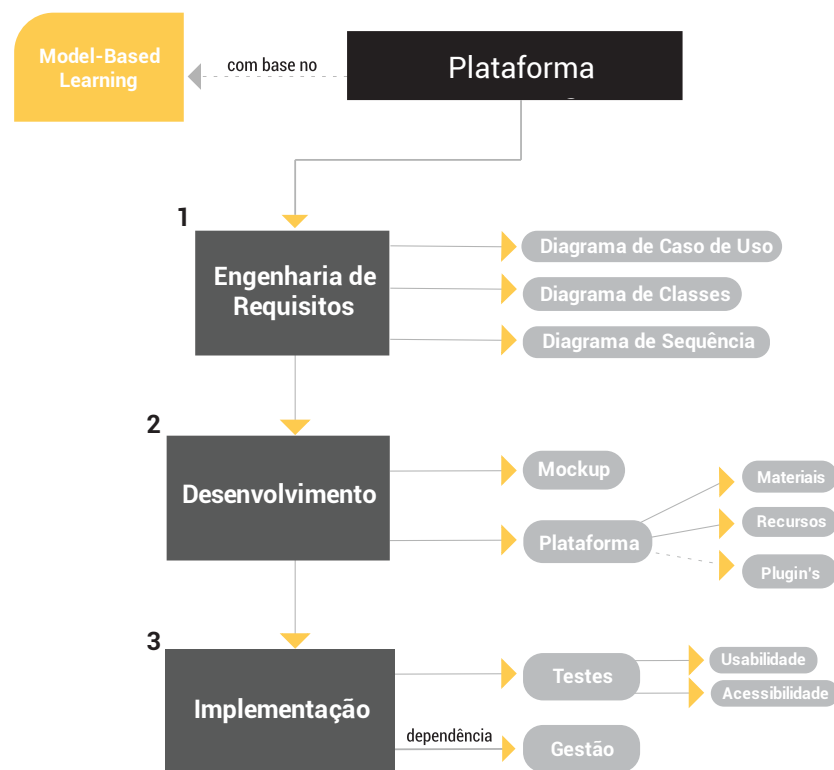 Model-Based
Learning
com base no
Plataforma
1
Engenharia de
Requisitos
Diagrama de Caso de Uso
Diagrama de Classes
Diagrama de Sequência
2
Desenvolvimento
Mockup
Plataforma
Materiais
Recursos
Plugin's
3
Implementação
Testes
Usabilidade
Acessibilidade
dependência
Gestão